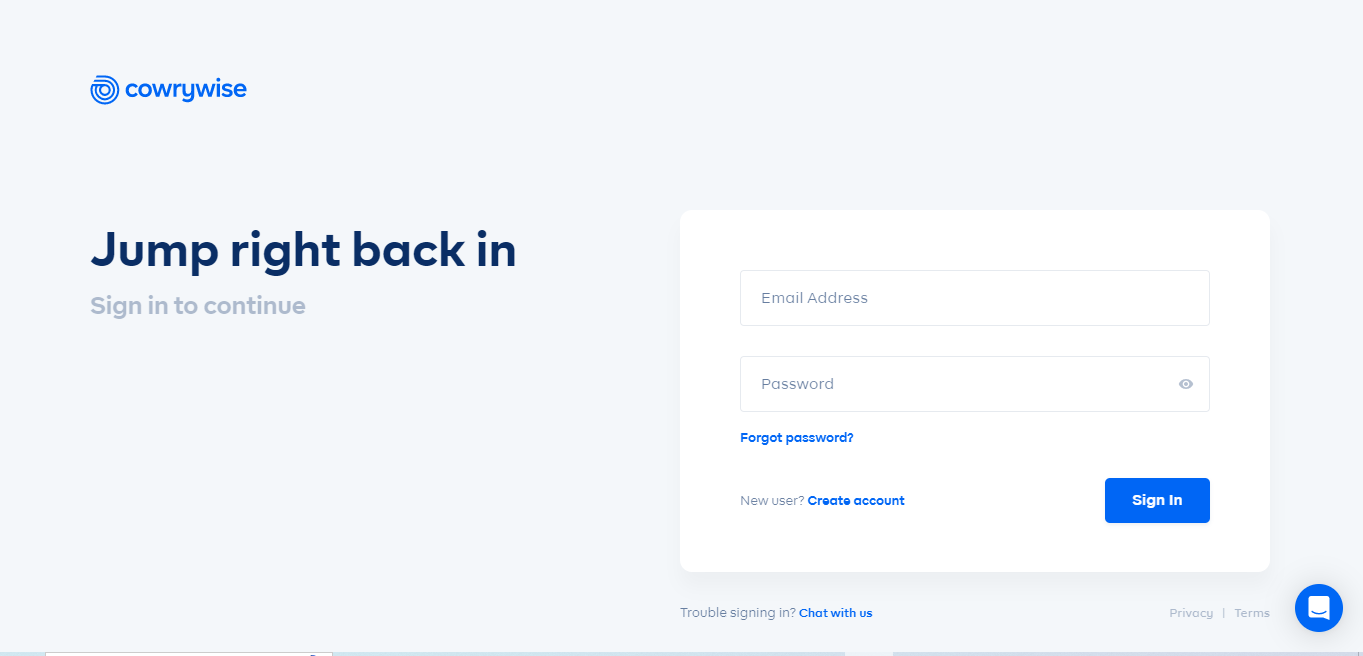 cowrywise
Jump right back in
Sign in to continue
Email Address
Password
Forgot password?
New user? Create account
Sign In
Trouble signing in? Chat with us
Privacy | Terms